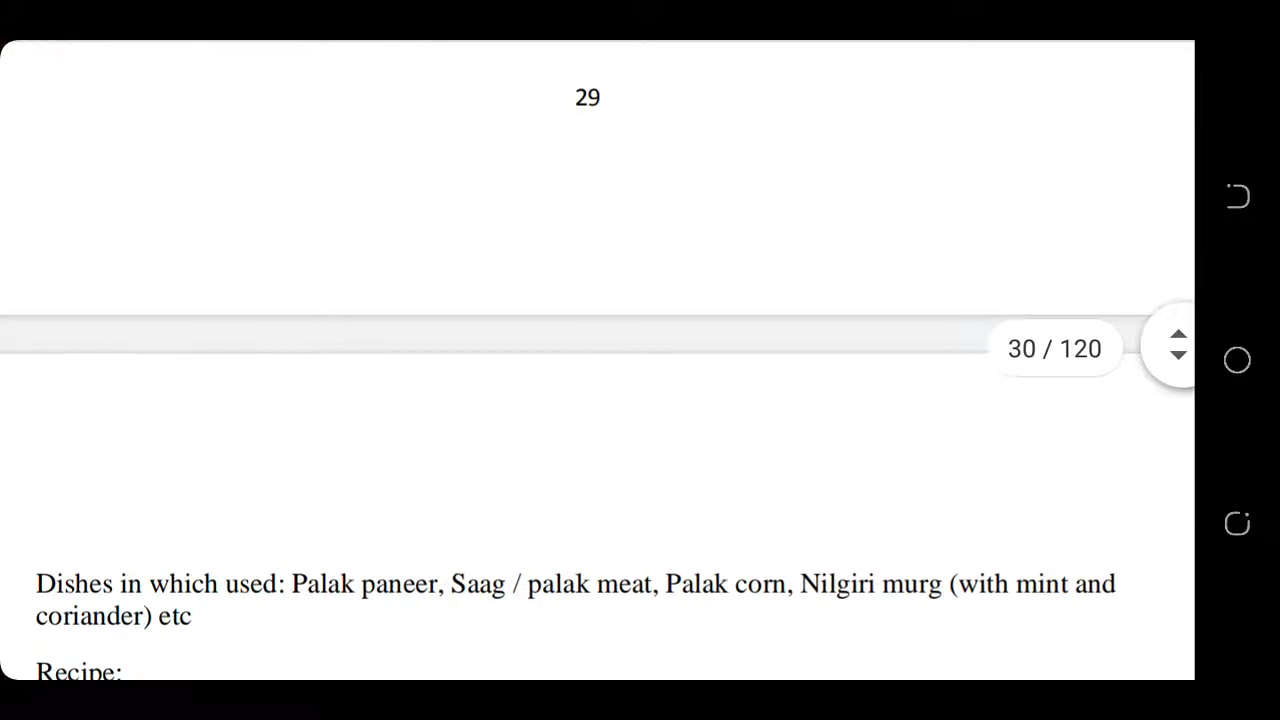 29
30 / 120
Dishes in which used: Palak paneer, Saag / palak meat, Palak corn, Nilgiri murg (with mint and
coriander) etc
Recipe: